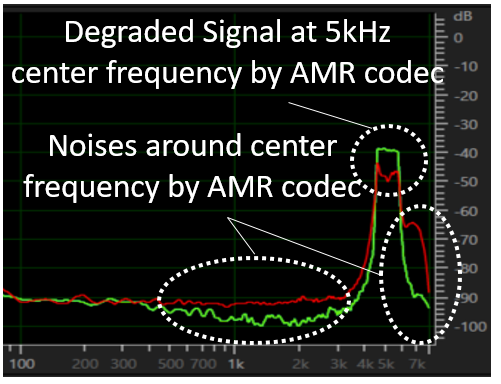 Degraded Signal at 5kHz
center frequency by AMR codec
Noises around center
frequency by AMR codec
dB
0
-10
-20
-30
-40
-50
-60
70
80
90
-100
100 200 300 500 700 1k 2k 3k 4k 5k 7k